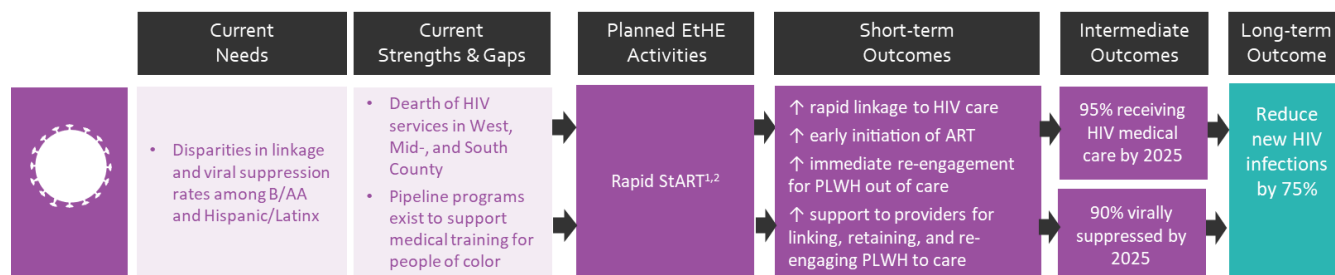 Current
Needs
Current
Strengths & Gaps
Planned EtHE
Activities
Short-term
Outcomes
Intermediate
Outcomes
Long-term
Outcome
• Disparities in linkage
and viral suppression
rates among B/AA
and Hispanic/Latinx
• Dearth of HIV
services in West,
Mid-, and South
County
• Pipeline programs
exist to support
medical training for
people of color
Rapid StART¹,²
↑ rapid linkage to HIV care
↑ early initiation of ART
↑ immediate re-engagement
for PLWH out of care
↑ support to providers for
linking, retaining, and re-
engaging PLWH to care
95% receiving
HIV medical
care by 2025
90% virally
suppressed by
2025
Reduce
new HIV
infections
by 75%